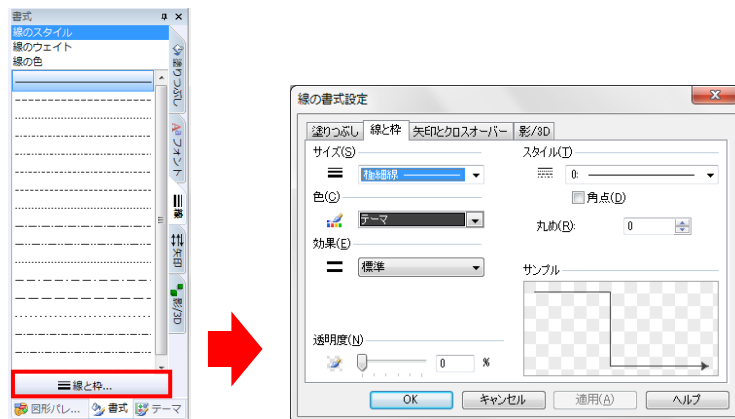 書式
線のスタイル
線のウェイト
線の色
塗りつぶし
フォント
線
矢印
影/3D
線と枠...
図形パレ...
書式
テーマ
線の書式設定
塗りつぶし
線と枠
矢印とクロスオーバー
影/3D
サイズ(S)
極細線
色(C)
テーマ
効果(E)
標準
透明度(N)
0
%
スタイル(T)
0:
角点(D)
丸め(R):
0
サンプル
OK
キャンセル
適用(A)
ヘルプ